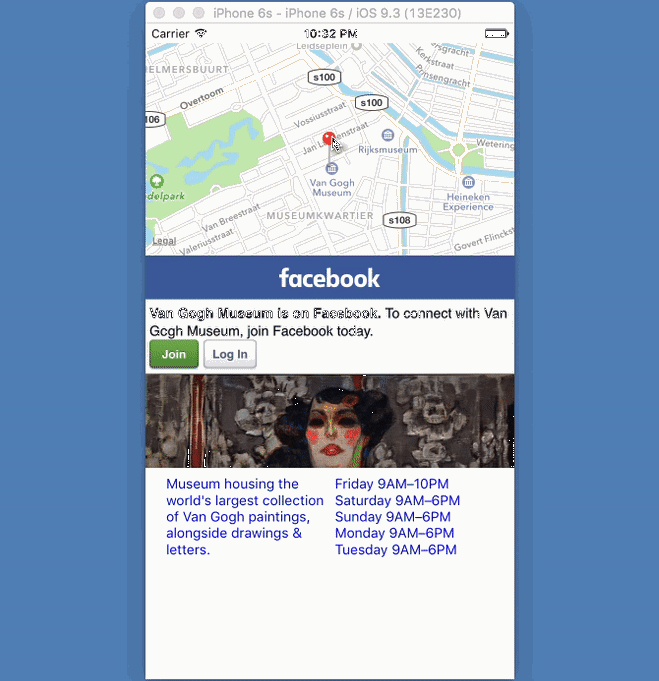 iPhone 6s - iPhone 6s / iOS 9.3 (13E230)
Carrier 10:32 PM
Leidseplein
HELMERSBUURT
Kerkstraat
Prinsengracht
s100
Overtoom
s100
106
Vossiusstraat
Jan L enstraat
Rijksmuseum
Wetering
Van Gogh
Museum
delpark
Heineken
Experience
Van Breestraat
MUSEUMKWARTIER
s108
Legal
Valeriusstraat
Govert Flinckst
facebook
Van Gogh Museum is on Facebook. To connect with Van
Gogh Museum, join Facebook today.
Join Log In
Museum housing the
world's largest collection
of Van Gogh paintings,
alongside drawings &
letters.
Friday 9AM–10PM
Saturday 9AM–6PM
Sunday 9AM–6PM
Monday 9AM–6PM
Tuesday 9AM–6PM